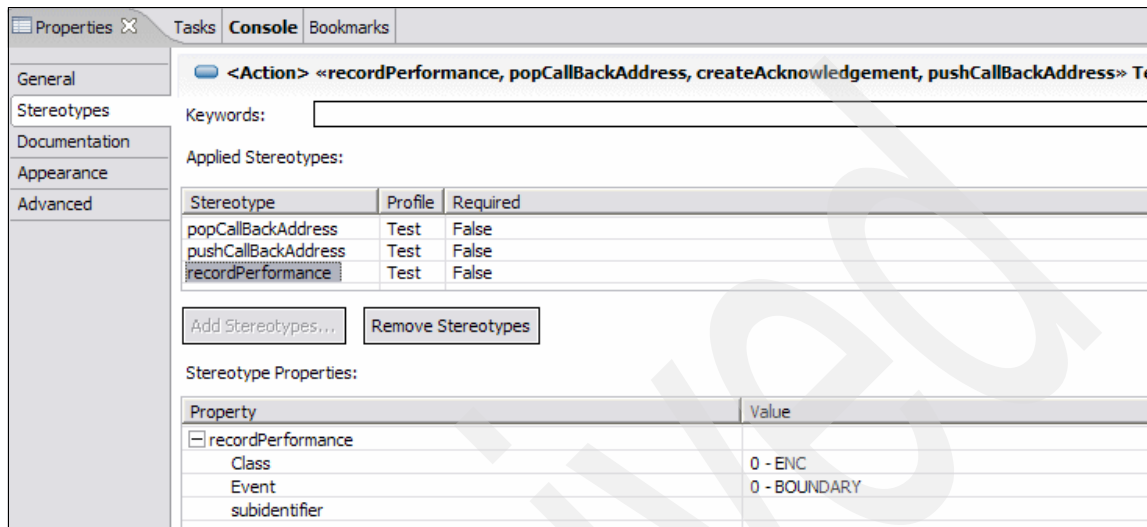 Properties Tasks Console Bookmarks
General
Stereotypes
Documentation
Appearance
Advanced
<Action> «recordPerformance, popCallBackAddress, createAcknowledgement, pushCallBackAddress»
Keywords:
Applied Stereotypes:
Stereotype Profile Required
popCallBackAddress Test False
pushCallBackAddress Test False
recordPerformance Test False
Add Stereotypes... Remove Stereotypes
Stereotype Properties:
Property Value
recordPerformance
Class 0 - ENC
Event 0 - BOUNDARY
subidentifier